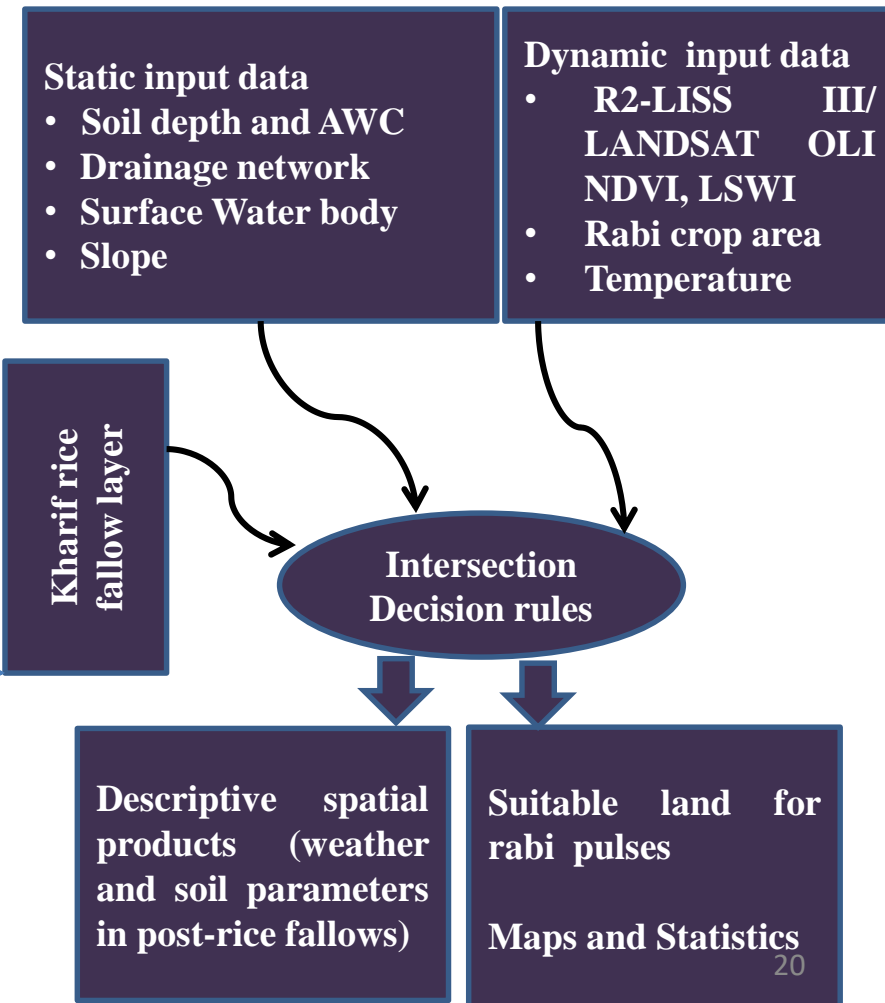 Static input data
• Soil depth and AWC
• Drainage network
• Surface Water body
• Slope
Dynamic input data
• R2-LISS III/
LANDSAT OLI
NDVI, LSWI
• Rabi crop area
• Temperature
Kharif rice
fallow layer
Intersection
Decision rules
Descriptive spatial
products (weather
and soil parameters
in post-rice fallows)
Suitable land for
rabi pulses
Maps and Statistics
20